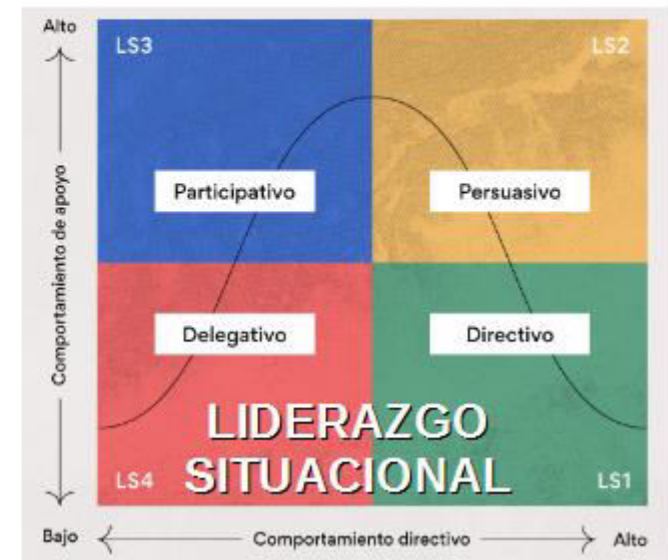 Alto
LS3
LS2
Participativo
Persuasivo
Comportamiento de apoyo
Delegativo
Directivo
LIDERAZGO
SITUACIONAL
LS4
LS1
Bajo
Comportamiento directivo
Alto